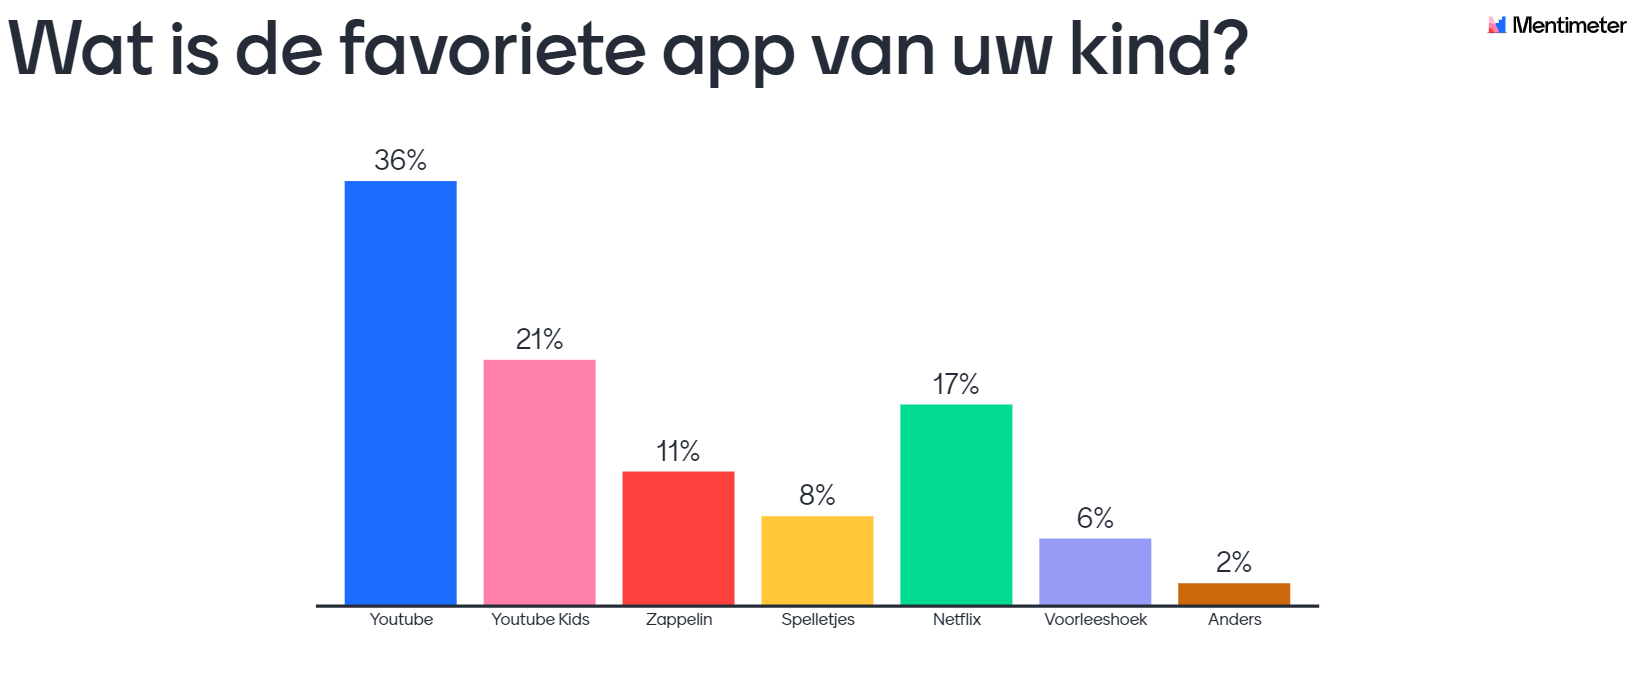 Wat is de favoriete app van uw kind?
Mentimeter
36%
21%
11%
8%
17%
6%
2%
Youtube
Youtube Kids
Zappelin
Spelletjes
Netflix
Voorleeshoek
Anders